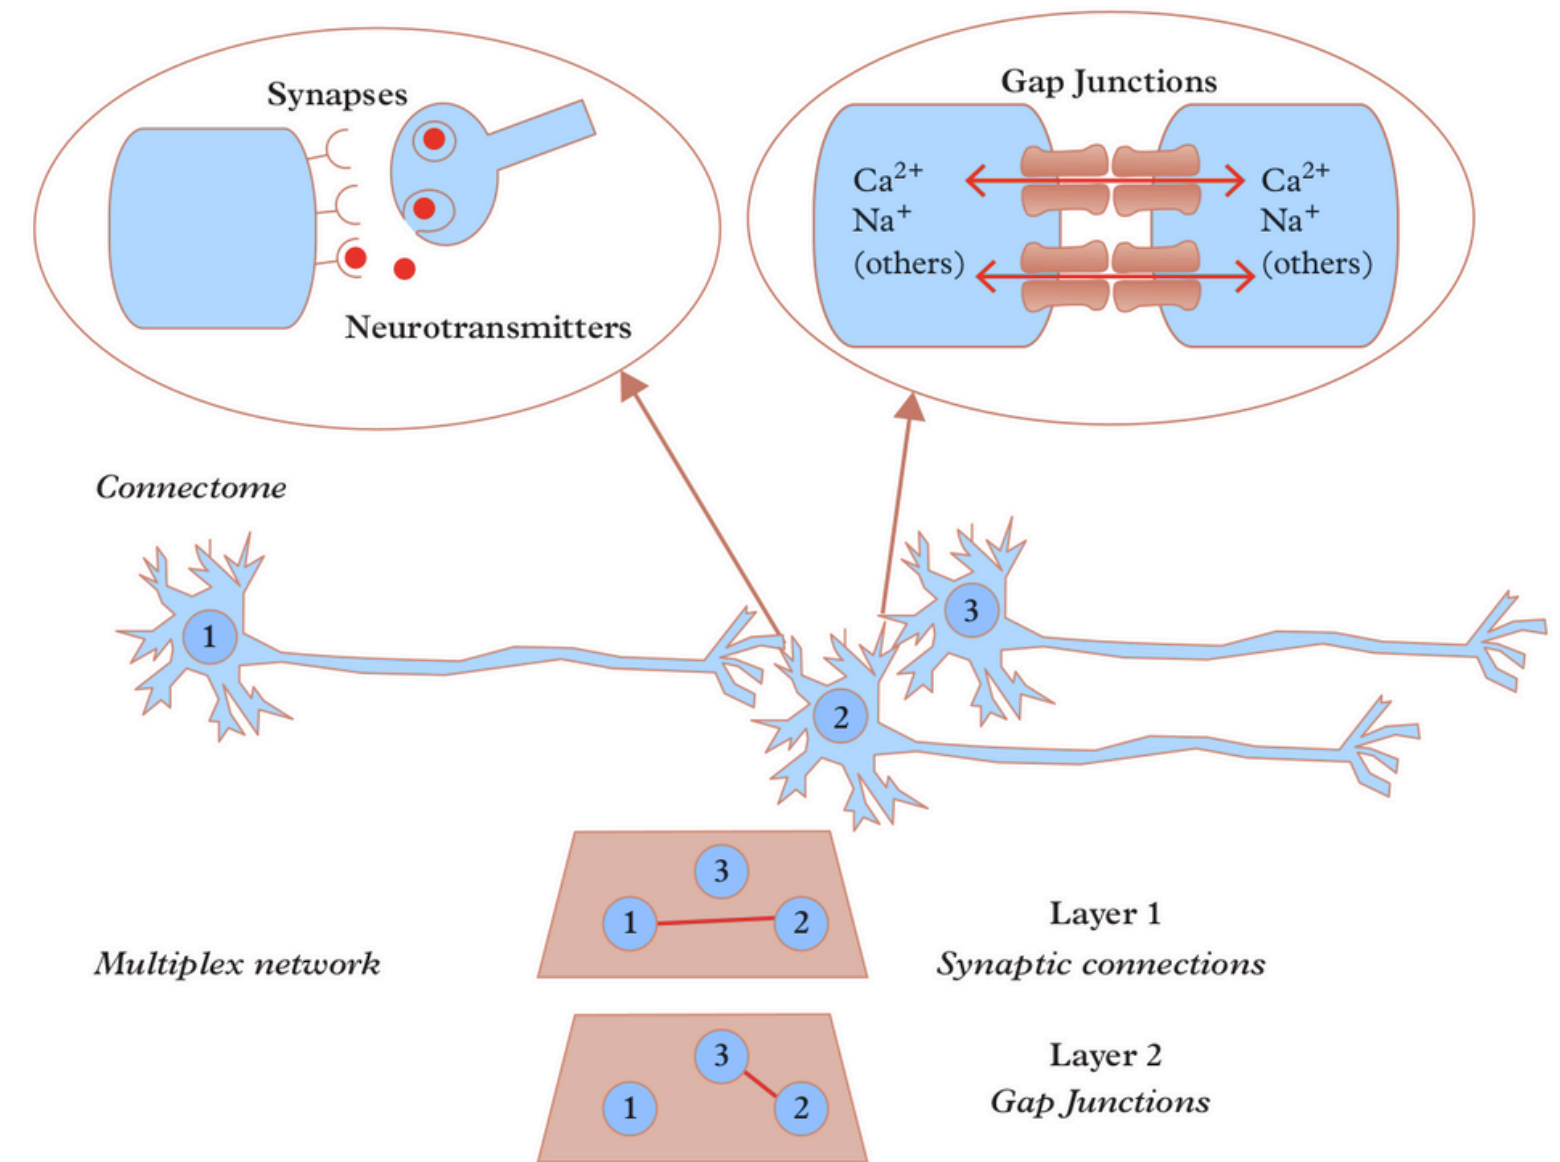 Synapses
Neurotransmitters
Gap Junctions
Ca²⁺
Na⁺
(others)
Ca²⁺
Na⁺
(others)
Connectome
1
2
3
3
1
2
Multiplex network
Layer 1
Synaptic connections
3
1
2
Layer 2
Gap Junctions